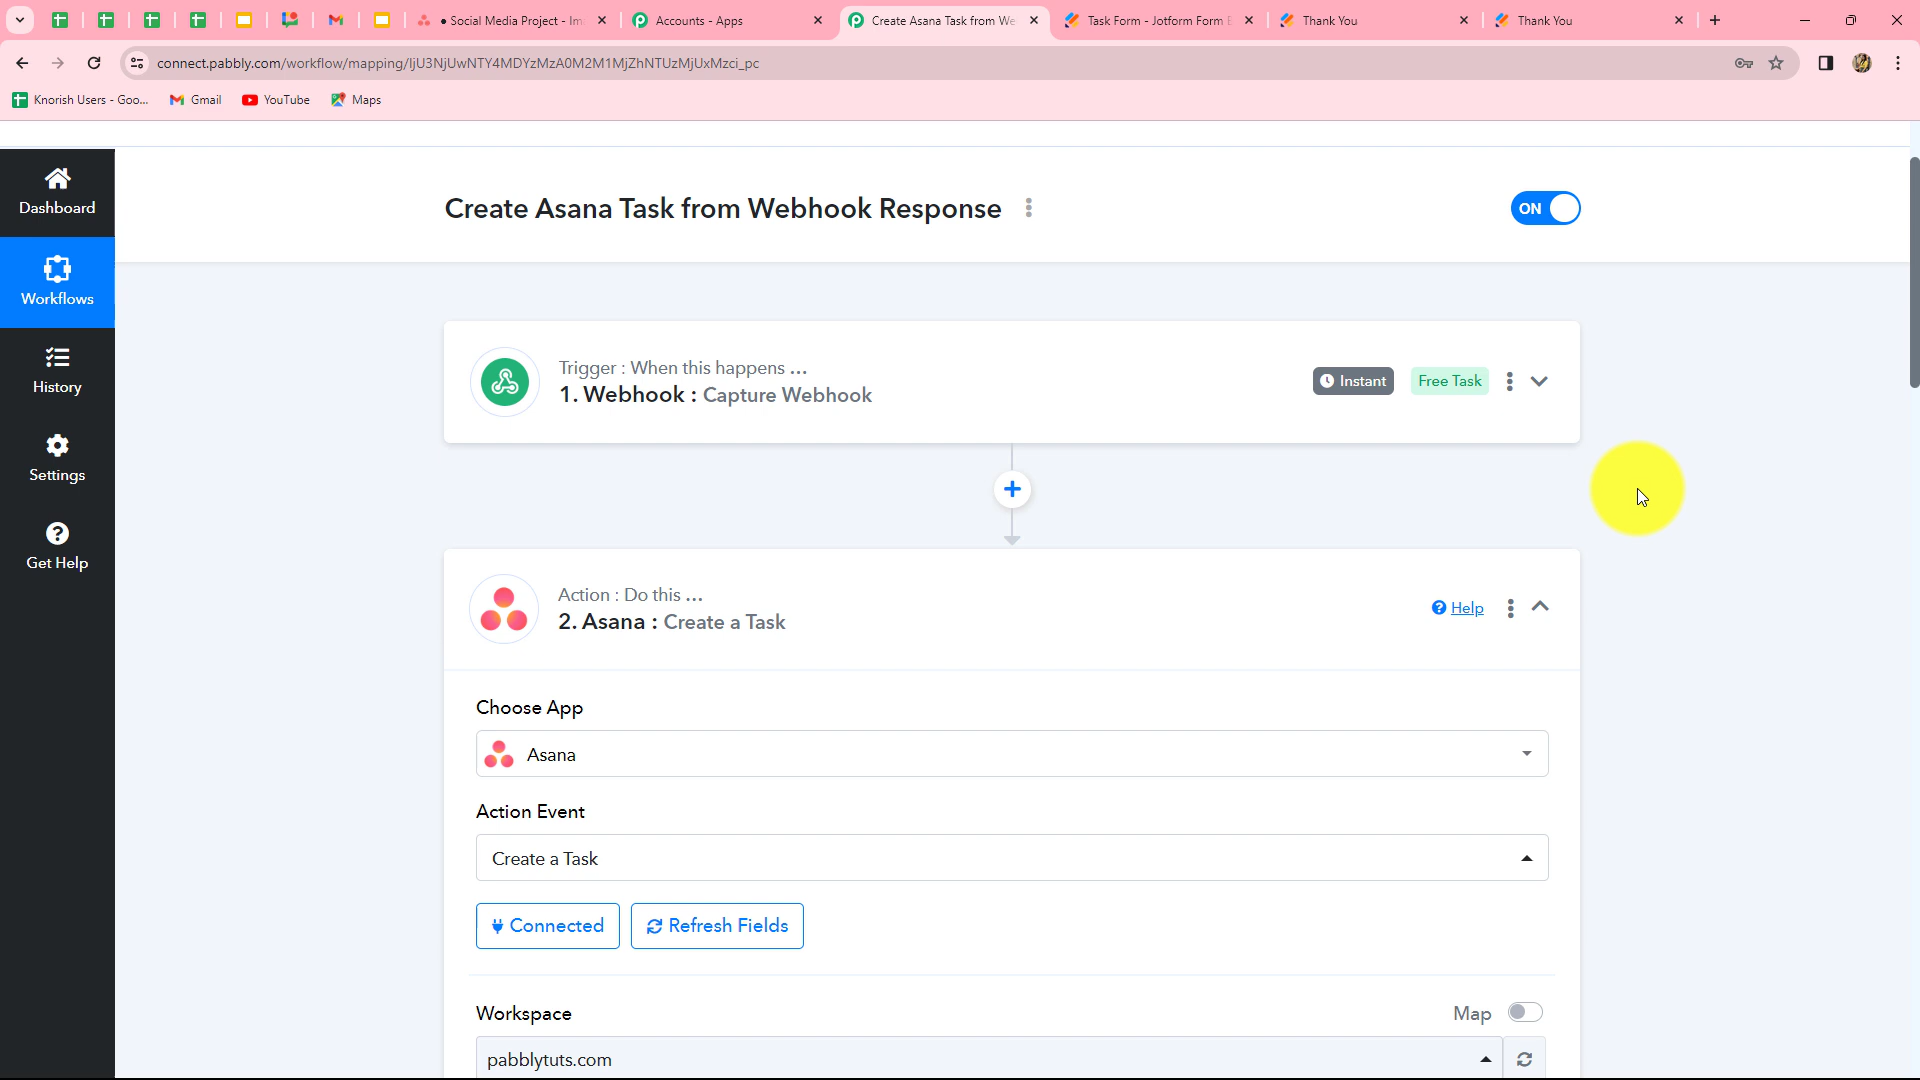 Social Media Project - Im
Accounts - Apps
Create Asana Task from We
Task Form - Jotform Form E
Thank You
Thank You
connect.pabbly.com/workflow/mapping/IjU3NjUwNTY4MDYzMzA0M2M1MjZhNTUzMjUxMzci_pc
Knorish Users - Goo...
Gmail
YouTube
Maps
Dashboard
Workflows
History
Settings
Get Help
Create Asana Task from Webhook Response
ON
Trigger : When this happens ...
1. Webhook : Capture Webhook
Instant
Free Task
Action : Do this ...
2. Asana : Create a Task
Help
Choose App
Asana
Action Event
Create a Task
Connected
Refresh Fields
Workspace
Map
pabblytuts.com